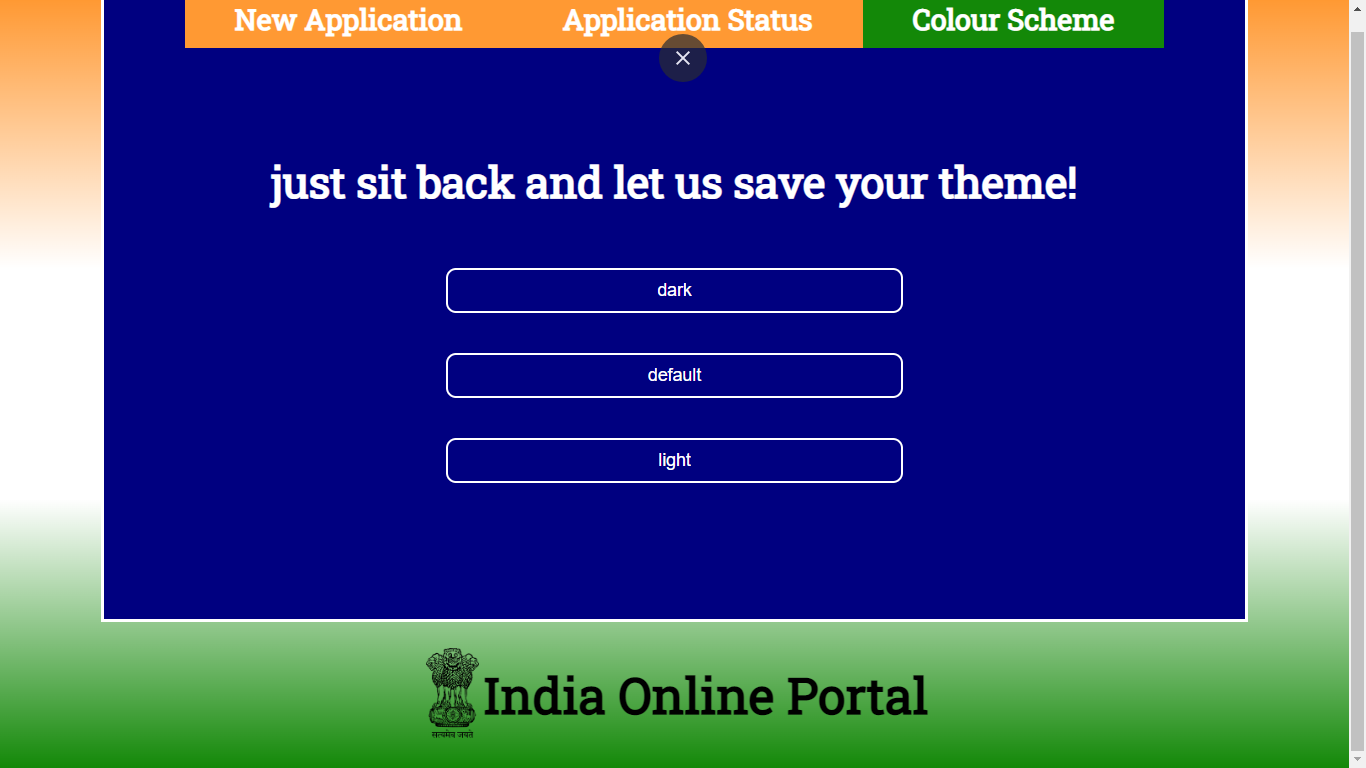 New Application Application Status Colour Scheme
just sit back and let us save your theme!
dark
default
light
India Online Portal
सत्यमेव जयते